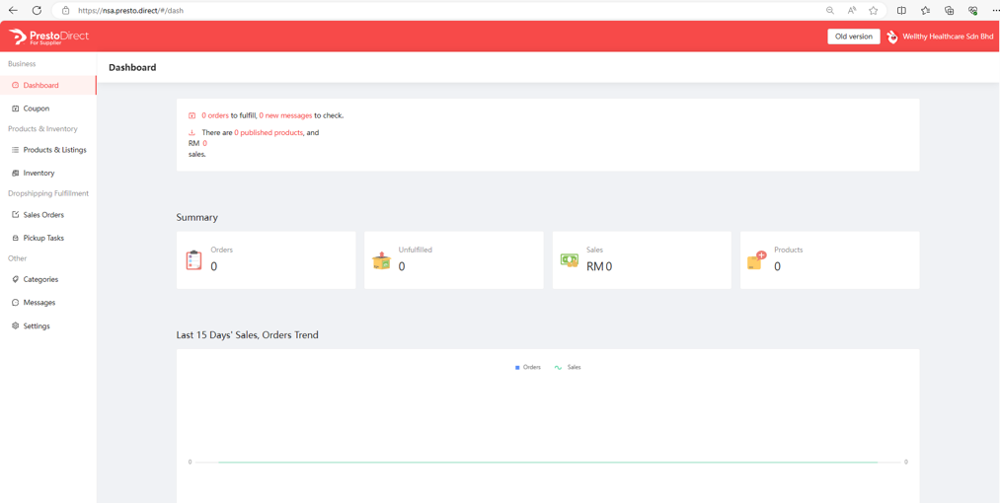 https://nsa.presto.direct/#/dash
PrestoDirect
For Supplier
Old version
Wellthy Healthcare Sdn Bhd
Business
Dashboard
Coupon
Products & Inventory
Products & Listings
Inventory
Dropshipping Fulfillment
Sales Orders
Pickup Tasks
Other
Categories
Messages
Settings
Dashboard
0 orders to fulfill, 0 new messages to check.
There are 0 published products, and
RM 0
sales.
Summary
Orders
0
Unfulfilled
0
Sales
RM 0
Products
0
Last 15 Days' Sales, Orders Trend
Orders Sales
0 0